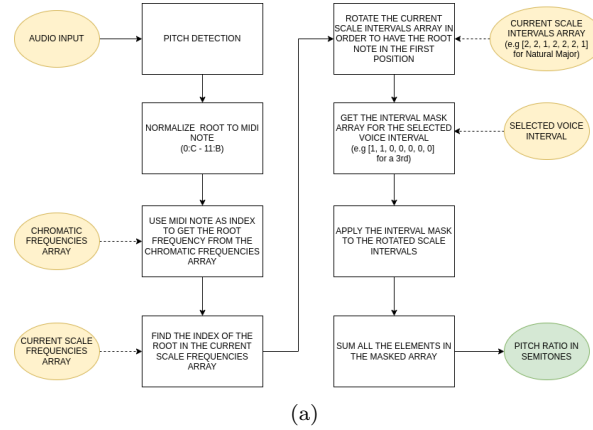 AUDIO INPUT
PITCH DETECTION
NORMALIZE ROOT TO MIDI
NOTE
(0:C - 11:B)
CHROMATIC
FREQUENCIES
ARRAY
USE MIDI NOTE AS INDEX
TO GET THE ROOT
FREQUENCY FROM THE
CHROMATIC FREQUENCIES
ARRAY
CURRENT SCALE
FREQUENCIES
ARRAY
FIND THE INDEX OF THE
ROOT IN THE CURRENT
SCALE FREQUENCIES
ARRAY
ROTATE THE CURRENT
SCALE INTERVALS ARRAY IN
ORDER TO HAVE THE ROOT
NOTE IN THE FIRST
POSITION
CURRENT SCALE
INTERVALS ARRAY
(e.g [2, 2, 1, 2, 2, 2, 1]
for Natural Major)
GET THE INTERVAL MASK
ARRAY FOR THE SELECTED
VOICE INTERVAL
(e.g [1, 1, 0, 0, 0, 0, 0]
for a 3rd)
SELECTED VOICE
INTERVAL
APPLY THE INTERVAL MASK
TO THE ROTATED SCALE
INTERVALS
SUM ALL THE ELEMENTS IN
THE MASKED ARRAY
PITCH RATIO IN
SEMITONES
(a)